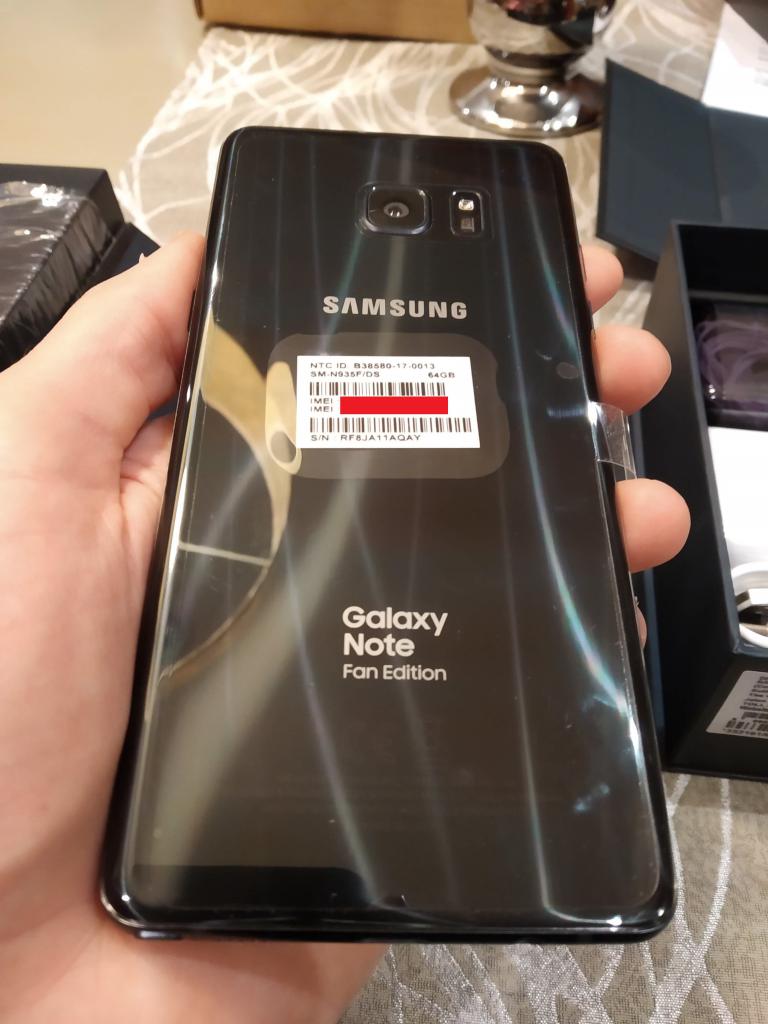 SAMSUNG
NTC ID: B38580-17-0013
SM-N935F/DS 64GB
IMEI
IMEI
S/N : RF8JA11AQAY
Galaxy
Note
Fan Edition